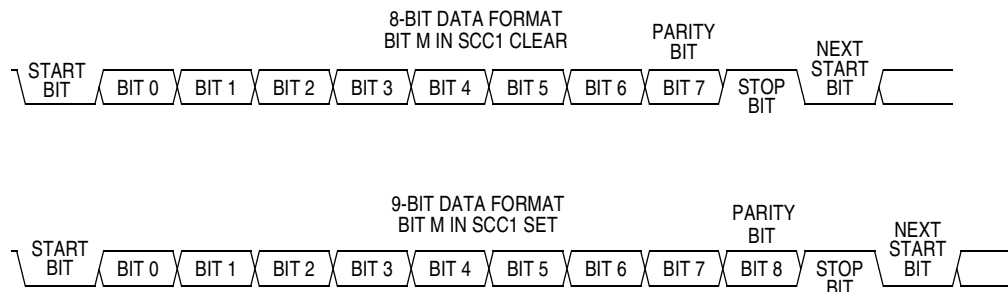 8-BIT DATA FORMAT
BIT M IN SCC1 CLEAR
PARITY
BIT
NEXT
START
BIT
START
BIT
BIT 0
BIT 1
BIT 2
BIT 3
BIT 4
BIT 5
BIT 6
BIT 7
STOP
BIT
9-BIT DATA FORMAT
BIT M IN SCC1 SET
PARITY
BIT
NEXT
START
BIT
START
BIT
BIT 0
BIT 1
BIT 2
BIT 3
BIT 4
BIT 5
BIT 6
BIT 7
BIT 8
STOP
BIT